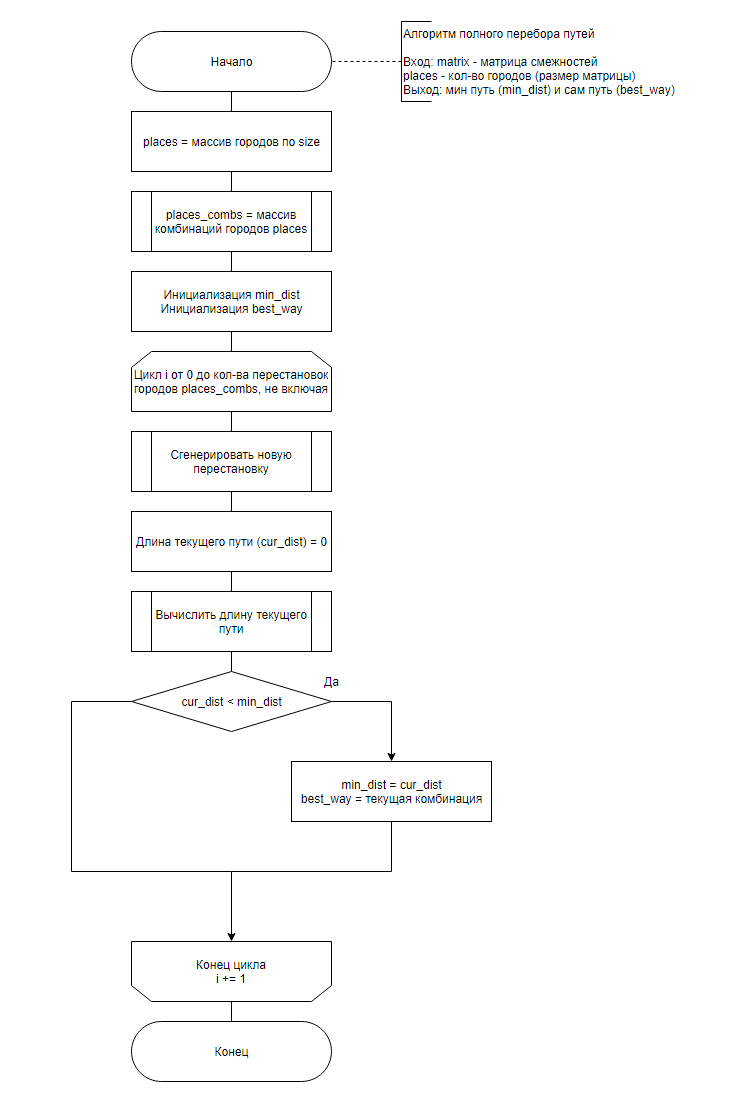 Начало
Алгоритм полного перебора путей
Вход: matrix - матрица смежностей
places - кол-во городов (размер матрицы)
Выход: мин путь (min_dist) и сам путь (best_way)
places = массив городов по size
places_combs = массив
комбинаций городов places
Инициализация min_dist
Инициализация best_way
Цикл i от 0 до кол-ва перестановок
городов places_combs, не включая
Сгенерировать новую
перестановку
Длина текущего пути (cur_dist) = 0
Вычислить длину текущего
пути
cur_dist < min_dist
Да
min_dist = cur_dist
best_way = текущая комбинация
Конец цикла
i += 1
Конец